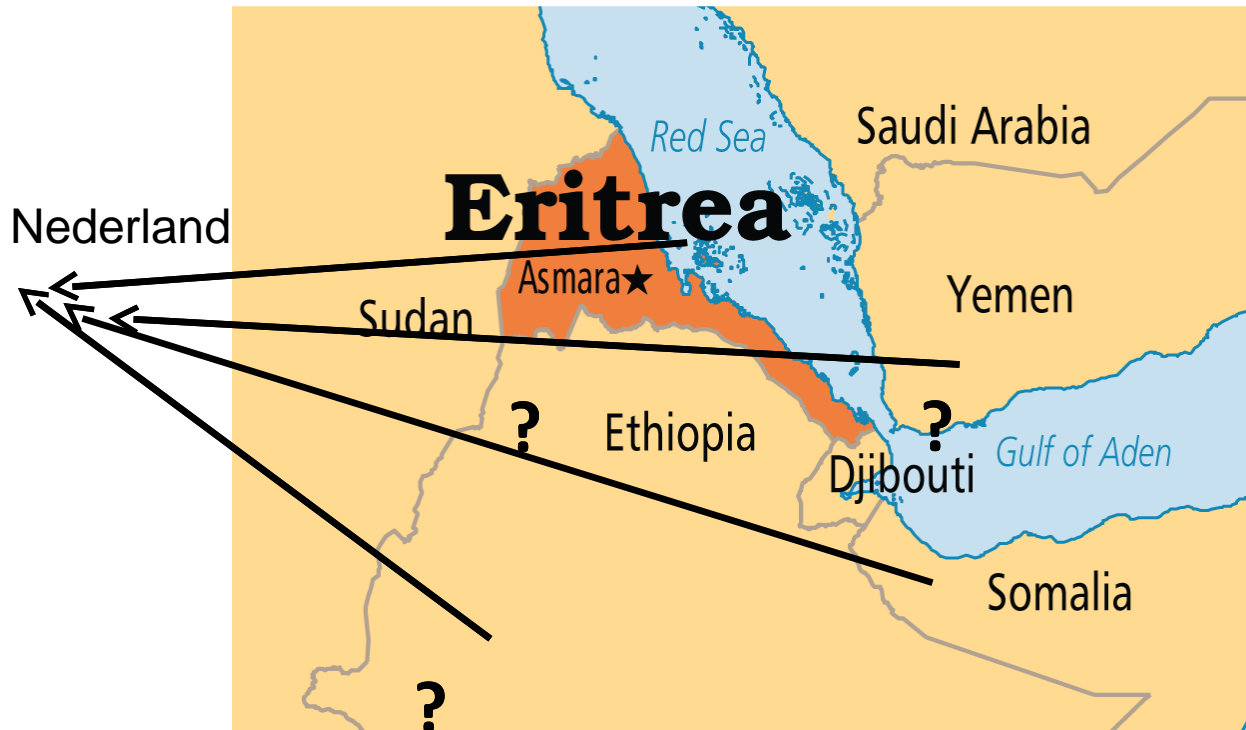 Saudi Arabia
Red Sea
Eritrea
Nederland
Asmara
Yemen
Sudan
?
Ethiopia
?
Gulf of Aden
Djibouti
Somalia
?